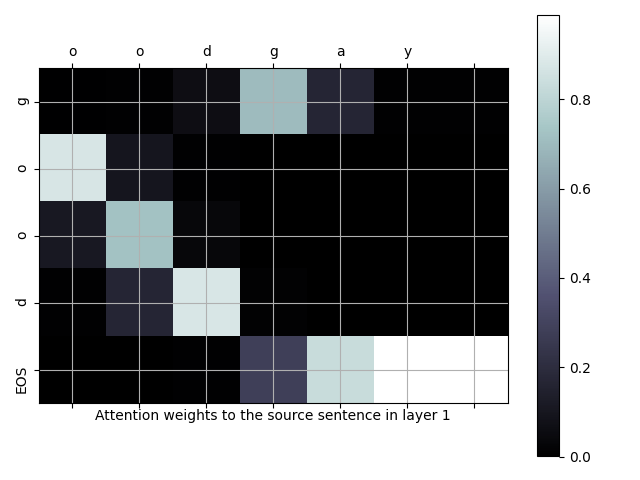 o o d g a y
g
o
o
d
EOS
Attention weights to the source sentence in layer 1
0.8
0.6
0.4
0.2
0.0